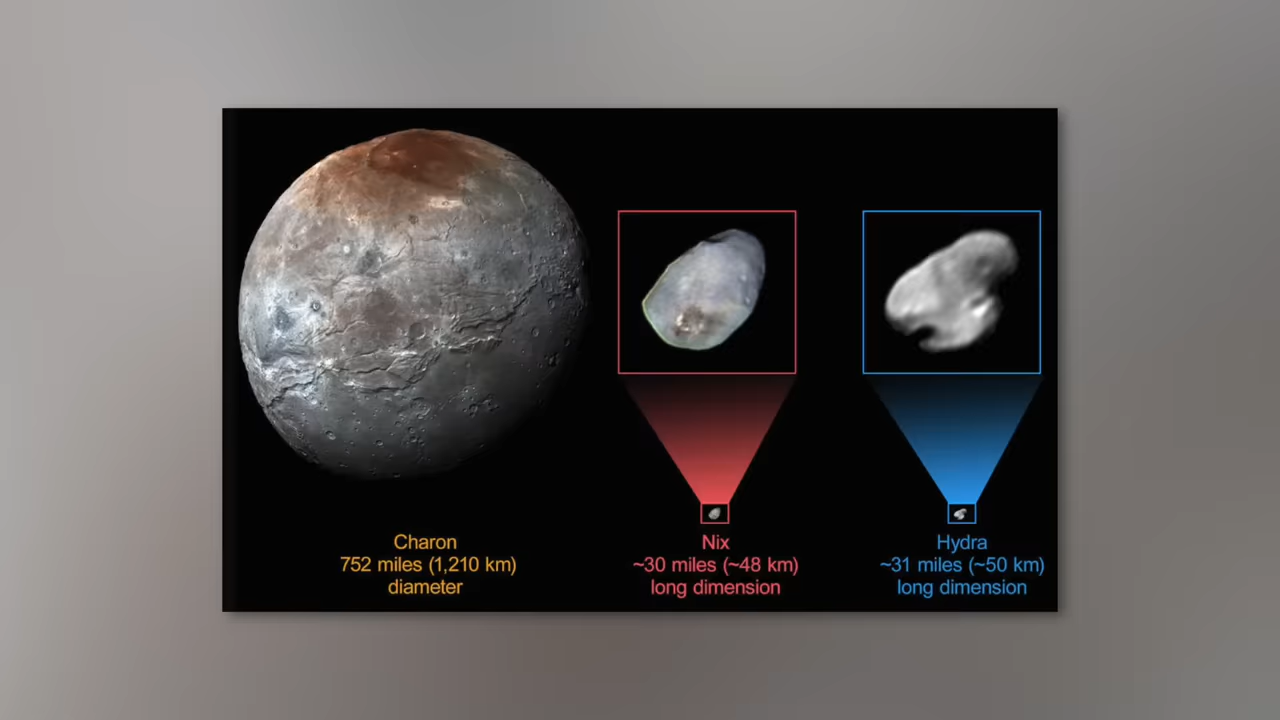 Charon
752 miles (1,210 km)
diameter
Nix
~30 miles (~48 km)
long dimension
Hydra
~31 miles (~50 km)
long dimension